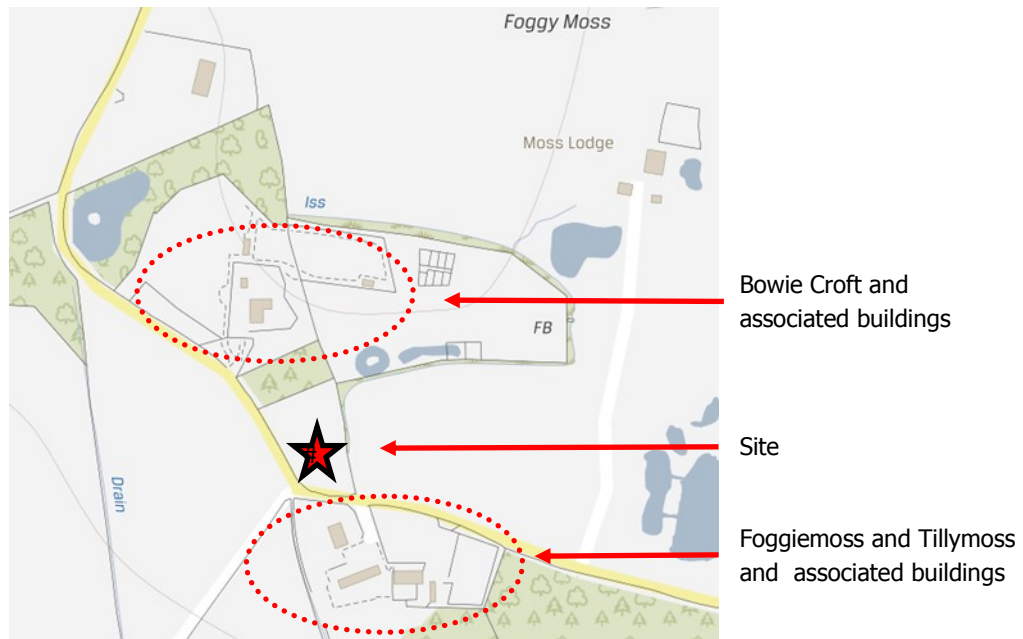 Foggy Moss
Moss Lodge
Iss
Bowie Croft and
associated buildings
FB
Site
Drain
Foggiemoss and Tillymoss
and associated buildings